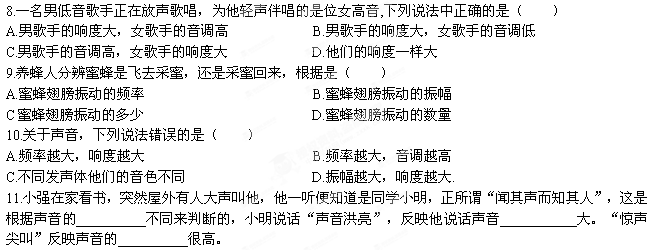 8.一名男低音歌手正在放声歌唱，为他轻声伴唱的是位女高音,下列说法中正确的是（　　）
A.男歌手的响度大，女歌手的音调高　　B.男歌手的响度大，女歌手的音调低
C男歌手的音调高，女歌手的响度大　　D.他们的响度一样大
9.养蜂人分辨蜜蜂是飞去采蜜，还是采蜜回来，根据是（　　）
A.蜜蜂翅膀振动的频率　　B.蜜蜂翅膀振动的振幅
C蜜蜂翅膀振动的多少　　D.蜜蜂翅膀振动的数量
10.关于声音，下列说法错误的是（　　）
A.频率越大，响度越大　　B.频率越大，音调越高
C.不同发声体他们的音色不同　　D.振幅越大，响度越大.
11.小强在家看书，突然屋外有人大声叫他，他一听便知道是同学小明，正所谓“闻其声而知其人”，这是
根据声音的________不同来判断的，小明说话“声音洪亮”，反映他说话声音________大。“惊声
尖叫”反映声音的________很高。